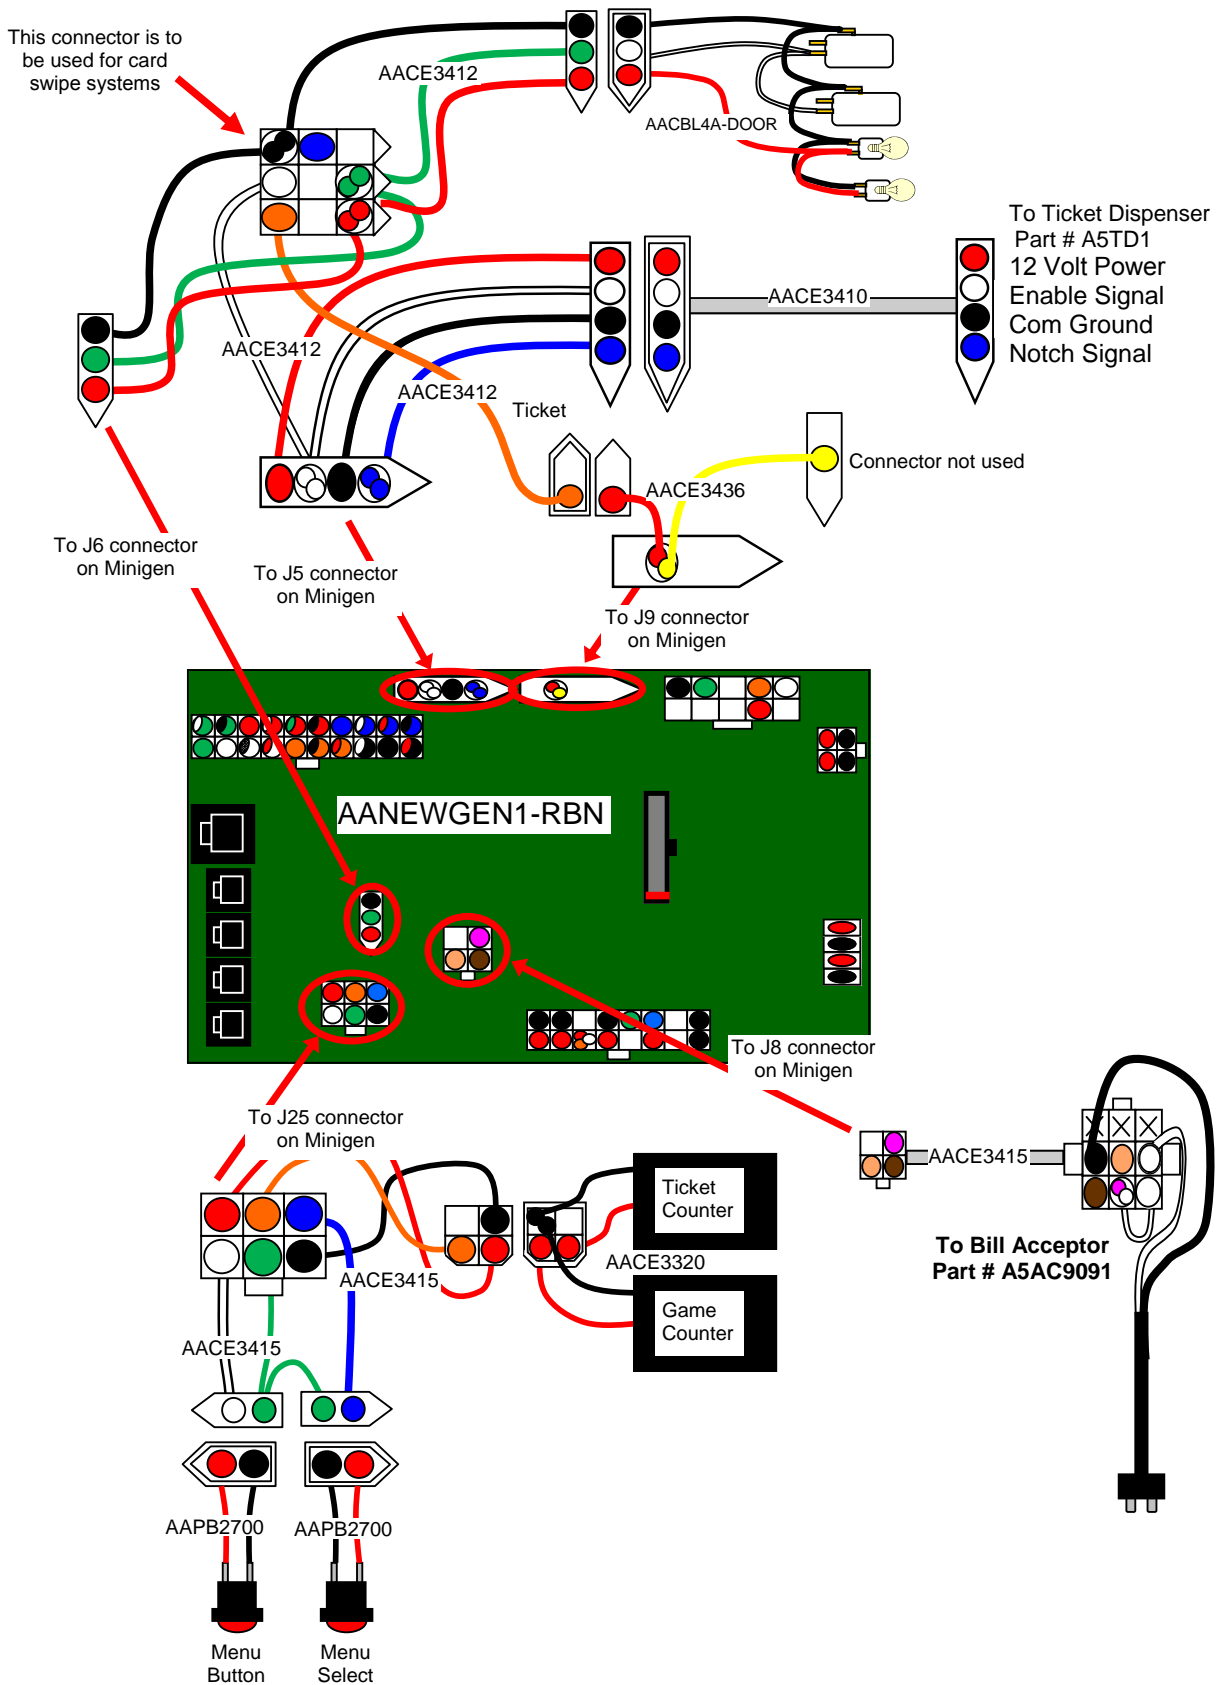 This connector is to
be used for card
swipe systems
AACE3412
AACBL4A-DOOR
To Ticket Dispenser
Part # A5TD1
12 Volt Power
Enable Signal
Com Ground
Notch Signal
AACE3410
AACE3412
AACE3412
Ticket
Connector not used
AACE3436
To J6 connector
on Minigen
To J5 connector
on Minigen
To J9 connector
on Minigen
AANEWGEN1-RBN
To J8 connector
on Minigen
To J25 connector
on Minigen
AACE3415
Ticket
Counter
To Bill Acceptor
Part # A5AC9091
AACE3415
AACE3320
Game
Counter
AACE3415
AAPB2700
AAPB2700
Menu
Button
Menu
Select